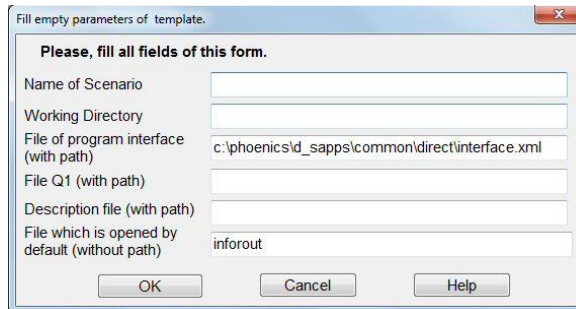 Fill empty parameters of template.
Please, fill all fields of this form.
Name of Scenario
Working Directory
File of program interface
(with path)
c:\phoenics\d_sapps\common\direct\interface.xml
File Q1 (with path)
Description file (with path)
File which is opened by
default (without path)
inforout
OK
Cancel
Help